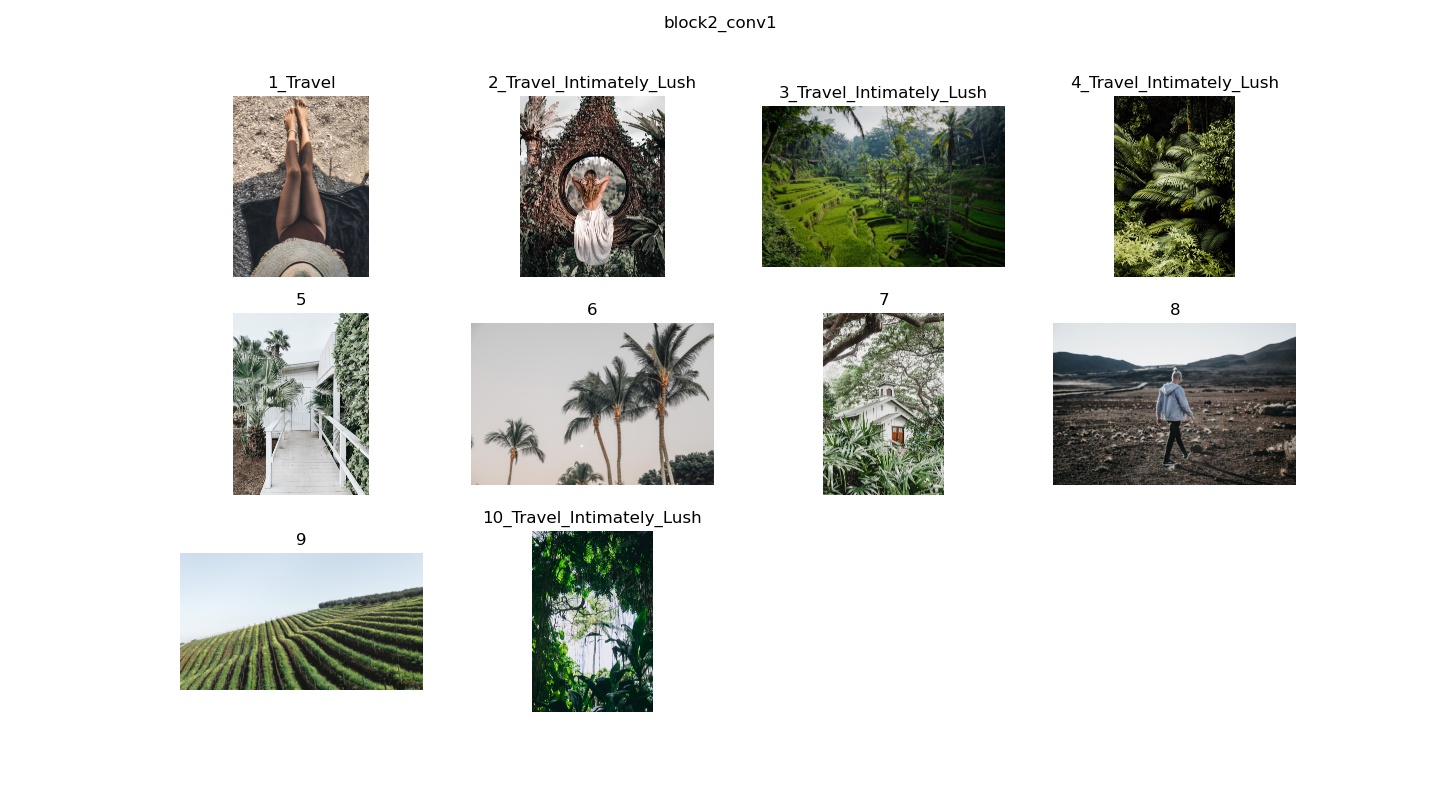 block2_conv1
1_Travel
2_Travel_Intimately_Lush
3_Travel_Intimately_Lush
4_Travel_Intimately_Lush
5
6
7
8
9
10_Travel_Intimately_Lush